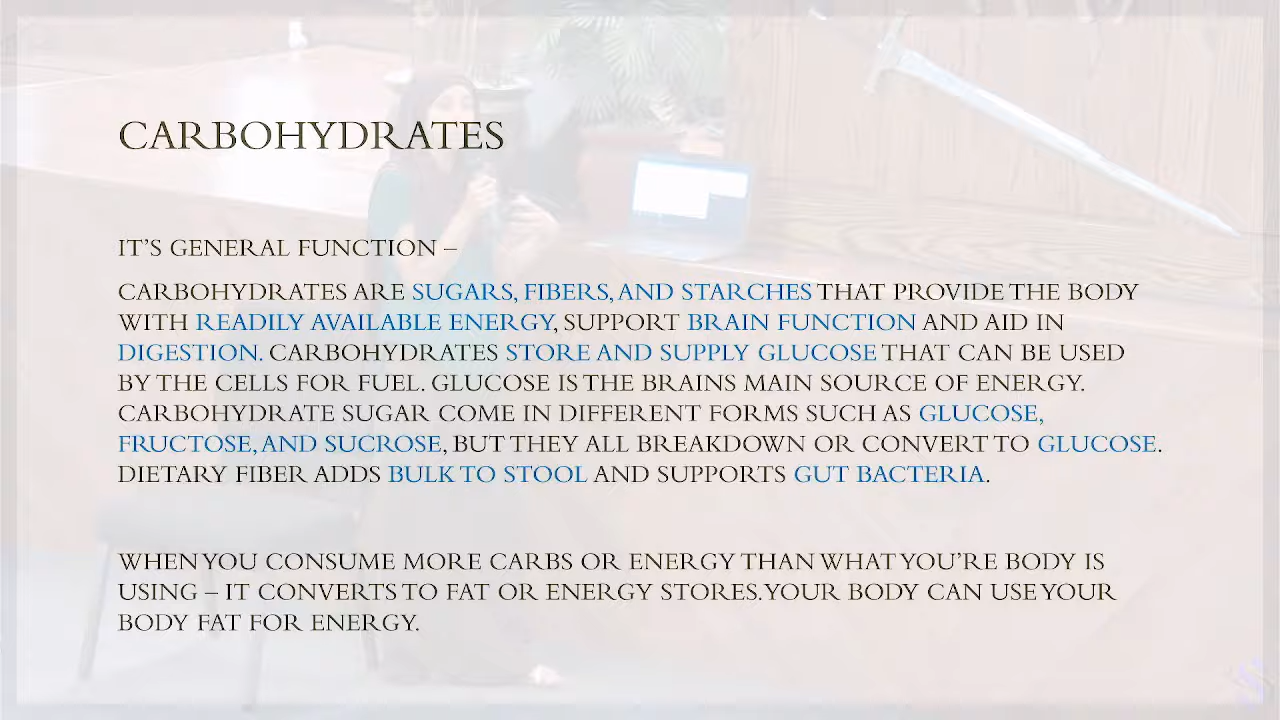 CARBOHYDRATES
IT'S GENERAL FUNCTION –
CARBOHYDRATES ARE SUGARS, FIBERS, AND STARCHES THAT PROVIDE THE BODY
WITH READILY AVAILABLE ENERGY, SUPPORT BRAIN FUNCTION AND AID IN
DIGESTION. CARBOHYDRATES STORE AND SUPPLY GLUCOSE THAT CAN BE USED
BY THE CELLS FOR FUEL. GLUCOSE IS THE BRAINS MAIN SOURCE OF ENERGY.
CARBOHYDRATE SUGAR COME IN DIFFERENT FORMS SUCH AS GLUCOSE,
FRUCTOSE, AND SUCROSE, BUT THEY ALL BREAKDOWN OR CONVERT TO GLUCOSE.
DIETARY FIBER ADDS BULK TO STOOL AND SUPPORTS GUT BACTERIA.
WHEN YOU CONSUME MORE CARBS OR ENERGY THAN WHAT YOU'RE BODY IS
USING – IT CONVERTS TO FAT OR ENERGY STORES. YOUR BODY CAN USE YOUR
BODY FAT FOR ENERGY.